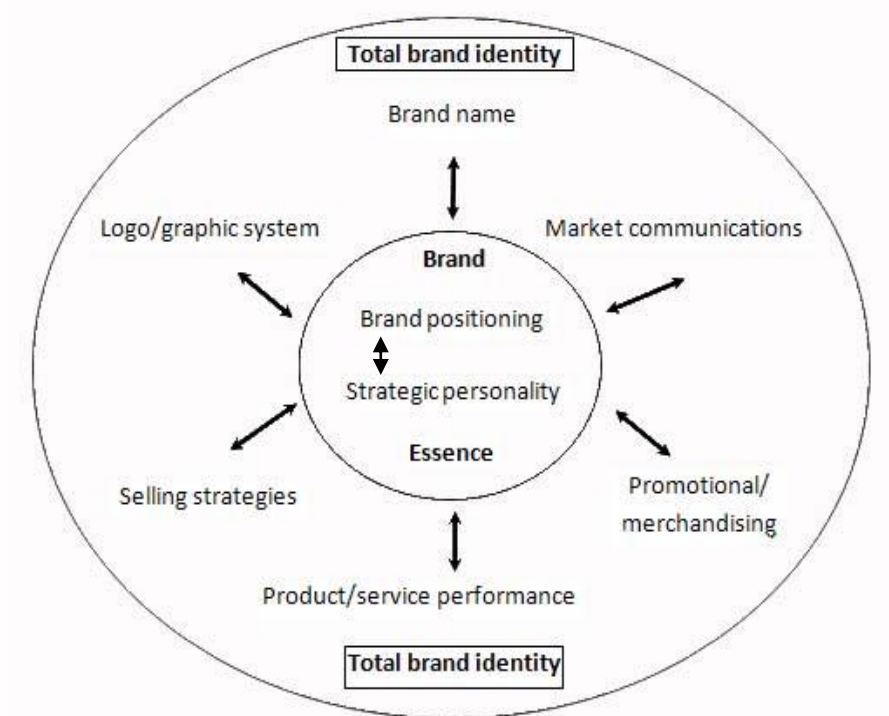 Total brand identity
Brand name
Logo/graphic system
Market communications
Brand
Brand positioning
Strategic personality
Essence
Selling strategies
Promotional/
merchandising
Product/service performance
Total brand identity